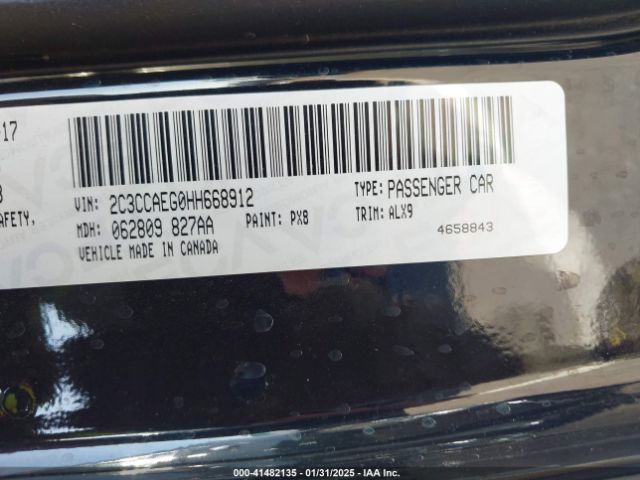 -17
VIN: 2C3CCAEG0HH668912
TYPE: PASSENGER CAR
SAFETY,
MDH: 062809 827AA
PAINT: PX8
TRIM: ALX9
VEHICLE MADE IN CANADA
4658843
000-41482135 - 01/31/2025 - IAA Inc.